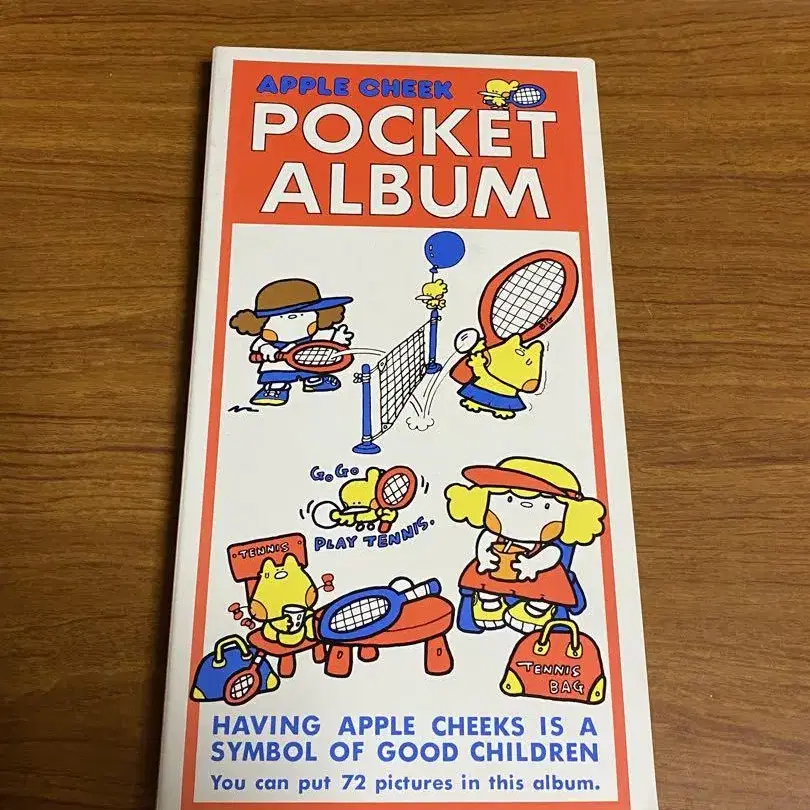 APPLE CHEEK
POCKET
ALBUM
BIG
GoGo
PLAY TENNIS.
TENNIS
TENNIS
BAG
HAVING APPLE CHEEKS IS A
SYMBOL OF GOOD CHILDREN
You can put 72 pictures in this album.